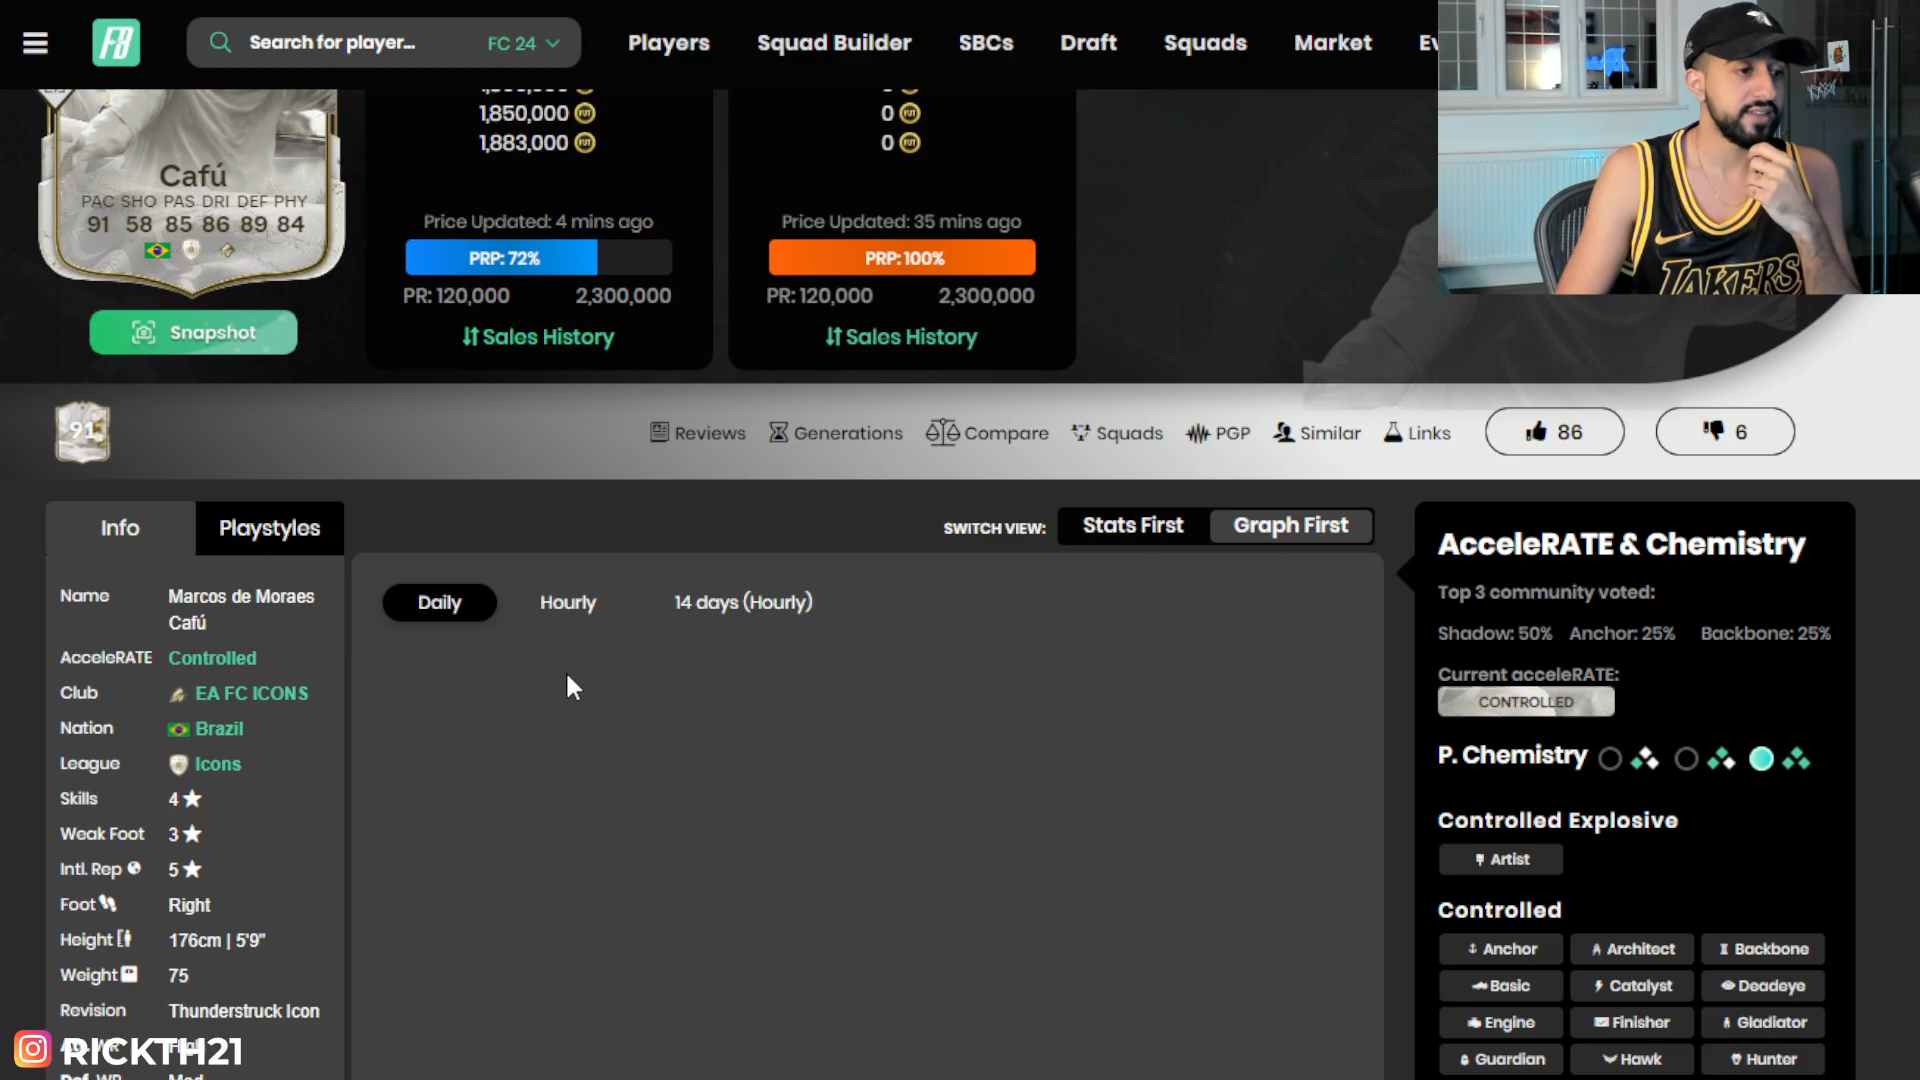 Search for player...
FC 24
Players
Squad Builder
SBCs
Draft
Squads
Market
1,850,000
1,883,000
0
0
Cafú
PAC SHO PAS DRI DEF PHY
91 58 85 86 89 84
Snapshot
Price Updated: 4 mins ago
PRP: 72%
PR: 120,000 2,300,000
Sales History
Price Updated: 35 mins ago
PRP: 100%
PR: 120,000 2,300,000
Sales History
LAKERS
91
Reviews
Generations
Compare
Squads
PGP
Similar
Links
86
6
Info
Playstyles
SWITCH VIEW:
Stats First
Graph First
Daily
Hourly
14 days (Hourly)
Name Marcos de Moraes
Cafú
AcceleRATE Controlled
Club EA FC ICONS
Nation Brazil
League Icons
Skills 4
Weak Foot 3
Intl. Rep 5
Foot Right
Height 176cm | 5'9"
Weight 75
Revision Thunderstruck Icon
RICKTH21
AcceleRATE & Chemistry
Top 3 community voted:
Shadow: 50% Anchor: 25% Backbone: 25%
Current acceleRATE:
CONTROLLED
P. Chemistry
Controlled Explosive
Artist
Controlled
Anchor Architect Backbone
Basic Catalyst Deadeye
Engine Finisher Gladiator
Guardian Hawk Hunter